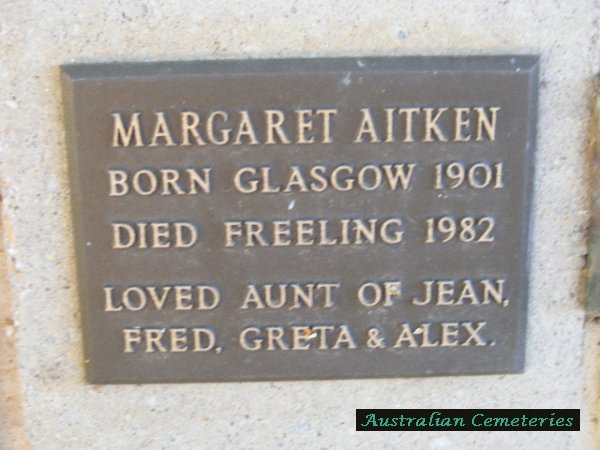 MARGARET AITKEN
BORN GLASGOW 1901
DIED FREELING 1982
LOVED AUNT OF JEAN,
FRED, GRETA & ALEX.
Australian Cemeteries